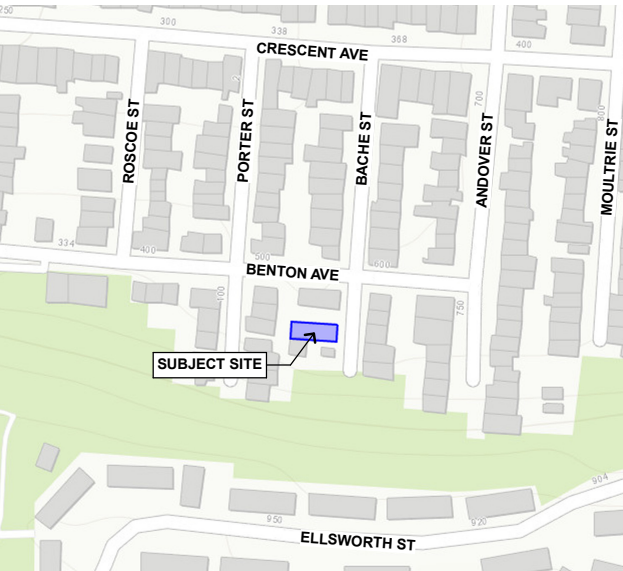 250
300
338
368
400
CRESCENT AVE
700
800
ROSCOE ST
PORTER ST
BACHE ST
ANDOVER ST
MOULTRIE ST
334
400
500
600
BENTON AVE
100
750
SUBJECT SITE
904
950
920
ELLSWORTH ST